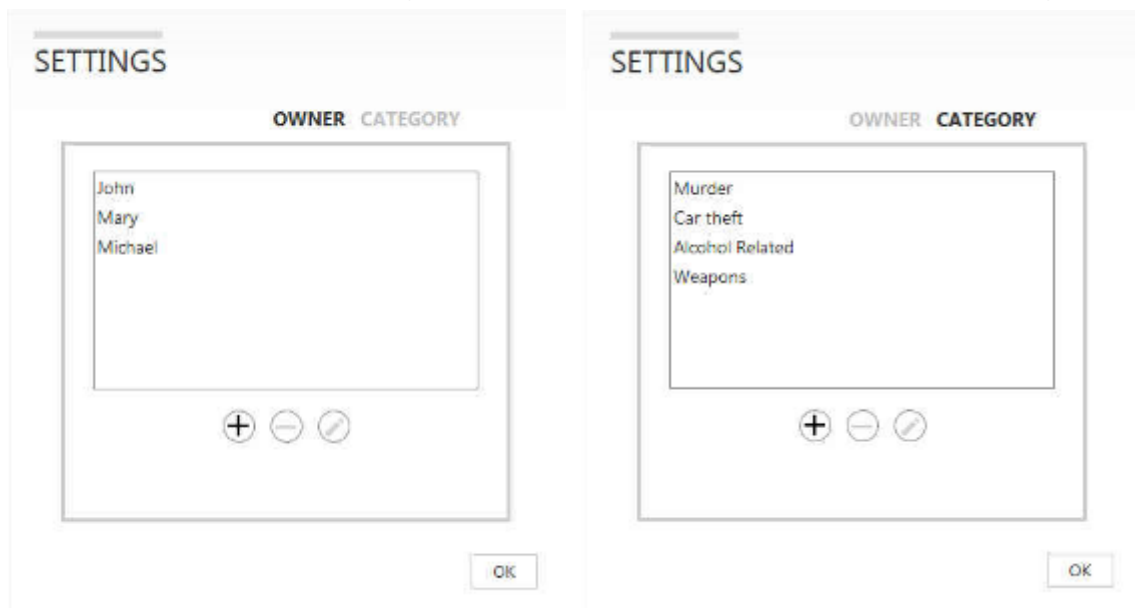 SETTINGS
OWNER CATEGORY
John
Mary
Michael
OK
SETTINGS
OWNER CATEGORY
Murder
Car theft
Alcohol Related
Weapons
OK